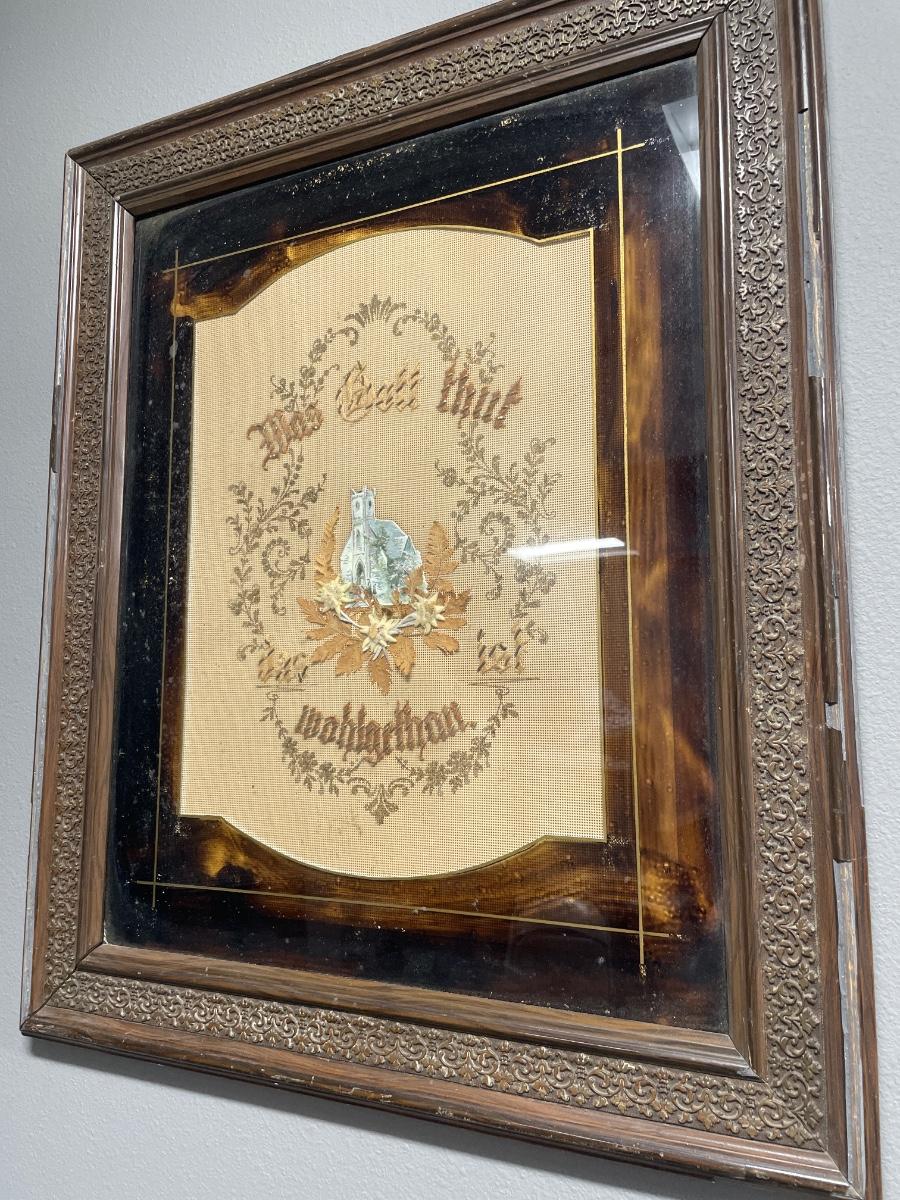 Was Gott thut
das ist
wohlgethan.